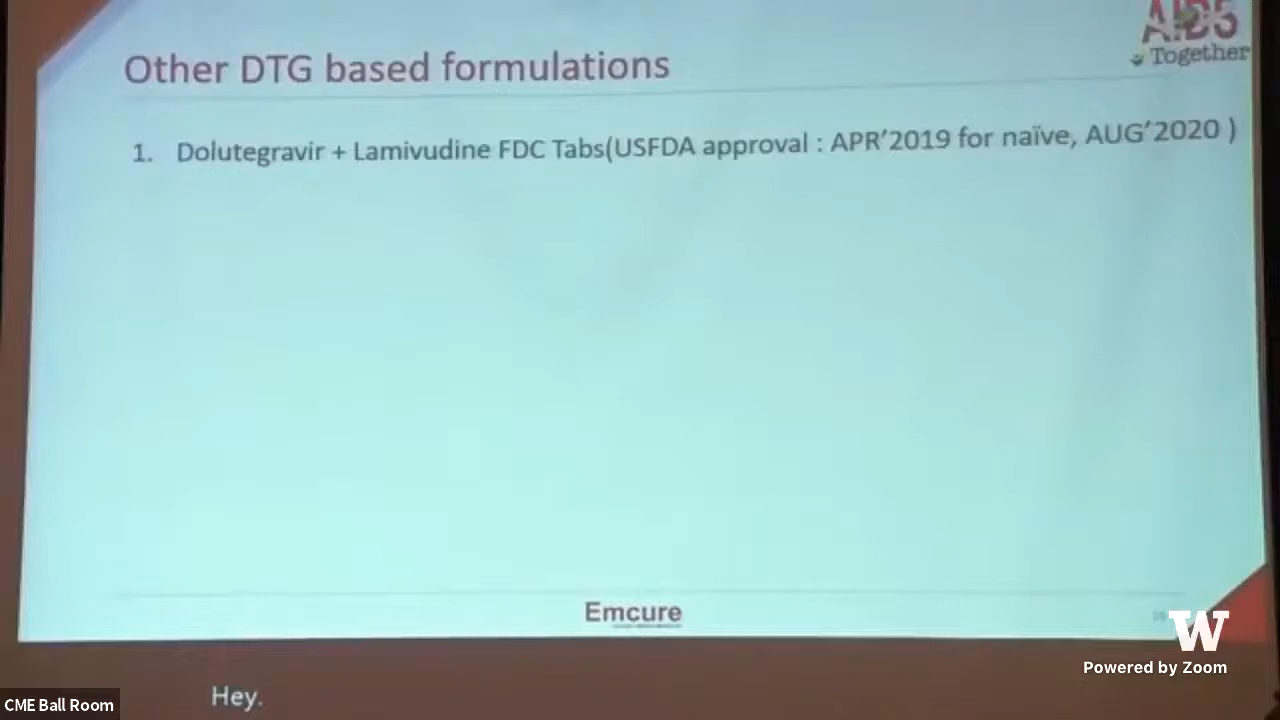 AIDS
Together
Other DTG based formulations
1. Dolutegravir + Lamivudine FDC Tabs(USFDA approval : APR'2019 for naïve, AUG'2020 )
Emcure
W
Powered by Zoom
CME Ball Room
Hey.